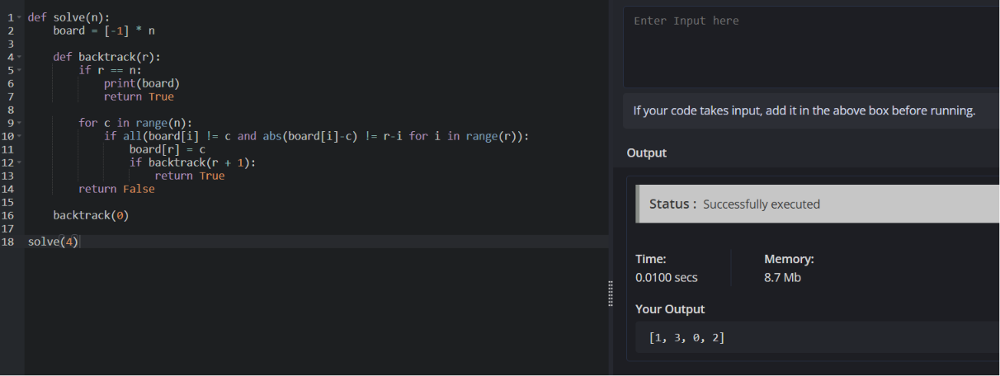 1 def solve(n):
2     board = [-1] * n
3
4     def backtrack(r):
5         if r == n:
6             print(board)
7             return True
8
9         for c in range(n):
10             if all(board[i] != c and abs(board[i]-c) != r-i for i in range(r)):
11                 board[r] = c
12                 if backtrack(r + 1):
13                     return True
14         return False
15
16     backtrack(0)
17
18 solve(4)
Enter Input here
If your code takes input, add it in the above box before running.
Output
Status : Successfully executed
Time: Memory:
0.0100 secs 8.7 Mb
Your Output
[1, 3, 0, 2]